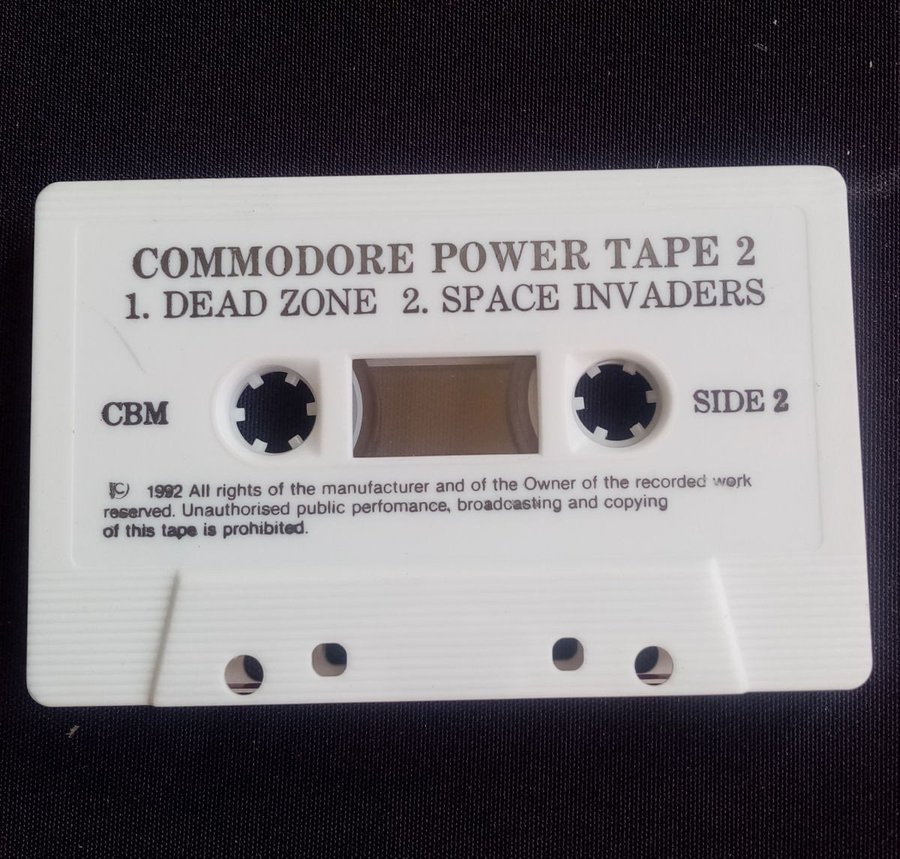 COMMODORE POWER TAPE 2
1. DEAD ZONE 2. SPACE INVADERS
CBM
SIDE 2
© 1992 All rights of the manufacturer and of the Owner of the recorded work
reserved. Unauthorised public perfomance, broadcasting and copying
of this tape is prohibited.